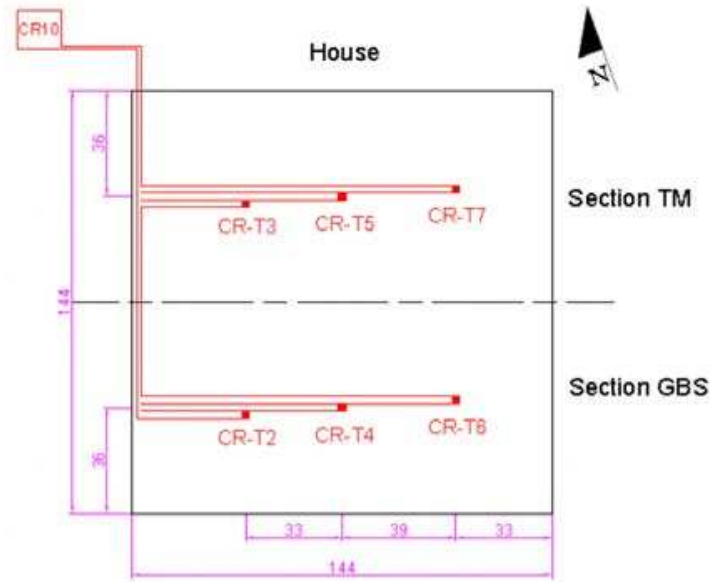 CR10
House
N
36
Section TM
CR-T3
CR-T5
CR-T7
144
Section GBS
36
CR-T2
CR-T4
CR-T6
33
39
33
144